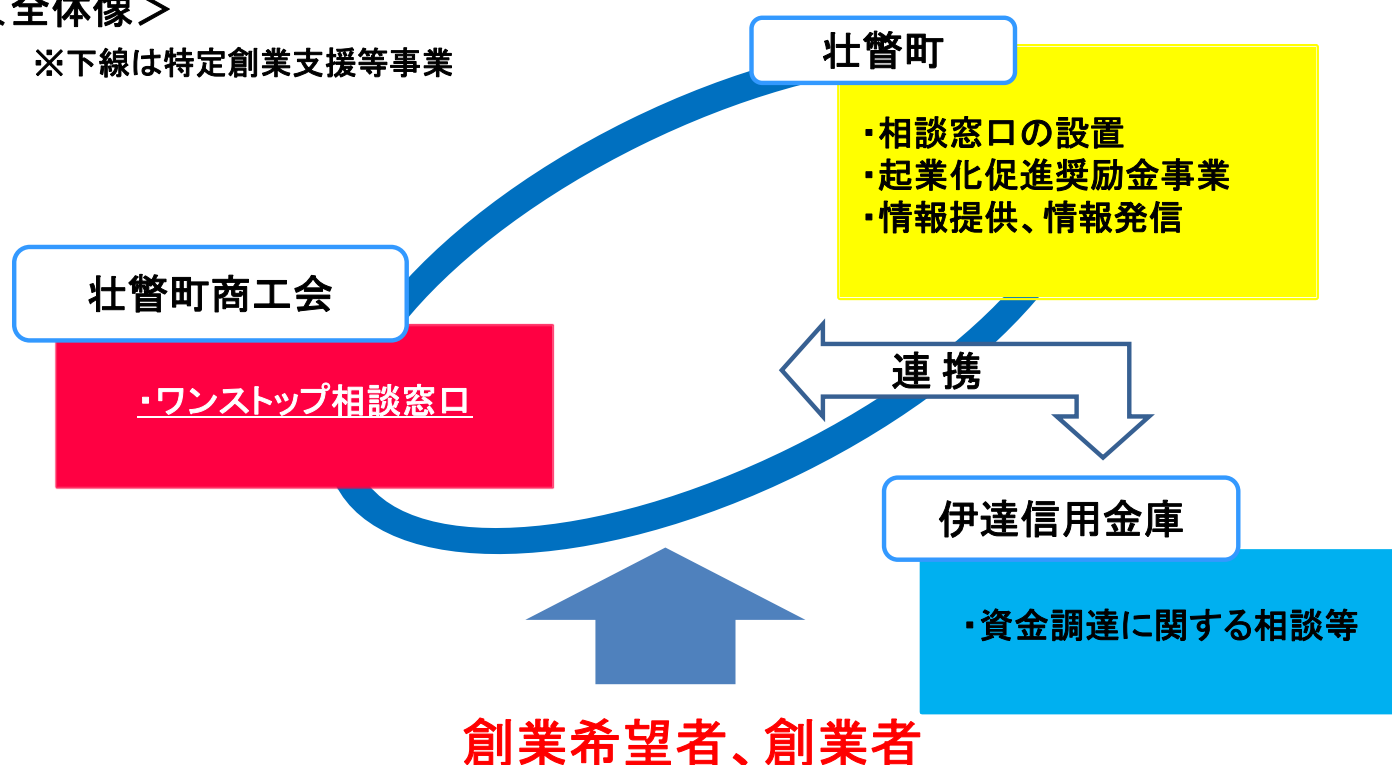 全体像＞
※下線は特定創業支援等事業
壮瞥町
・相談窓口の設置
・起業化促進奨励金事業
・情報提供、情報発信
壮瞥町商工会
・ワンストップ相談窓口
連 携
伊達信用金庫
・資金調達に関する相談等
創業希望者、創業者